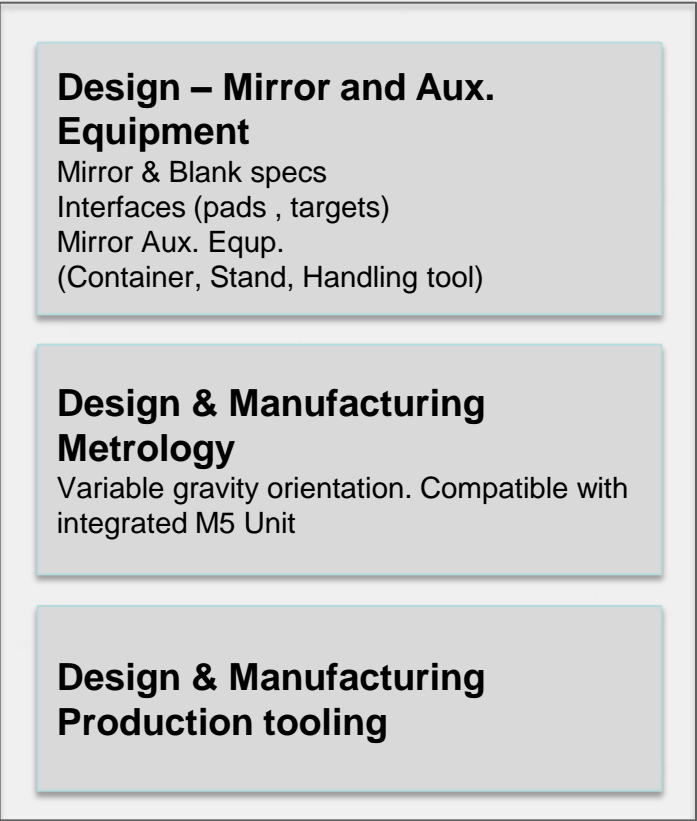 Design – Mirror and Aux.
Equipment
Mirror & Blank specs
Interfaces (pads , targets)
Mirror Aux. Equp.
(Container, Stand, Handling tool)
Design & Manufacturing
Metrology
Variable gravity orientation. Compatible with
integrated M5 Unit
Design & Manufacturing
Production tooling